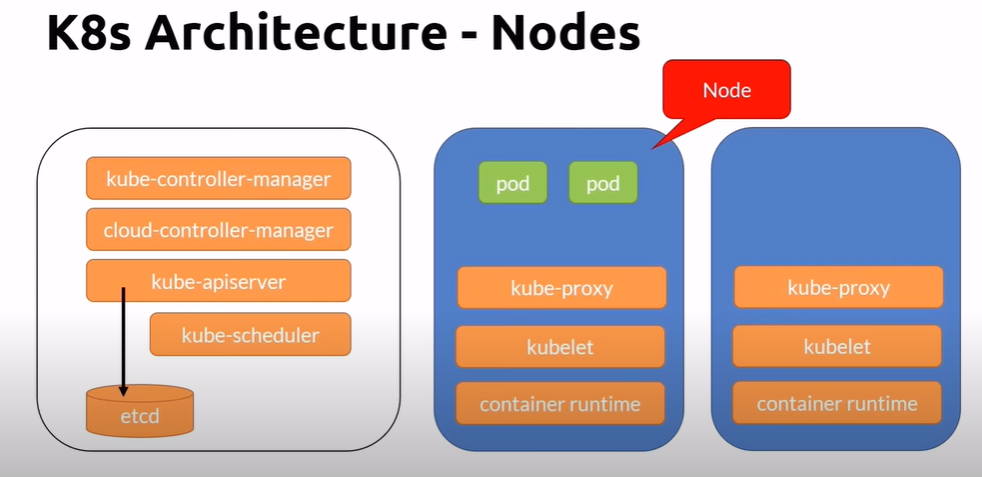 K8s Architecture - Nodes
Node
kube-controller-manager
cloud-controller-manager
kube-apiserver
kube-scheduler
etcd
pod
pod
kube-proxy
kubelet
container runtime
kube-proxy
kubelet
container runtime